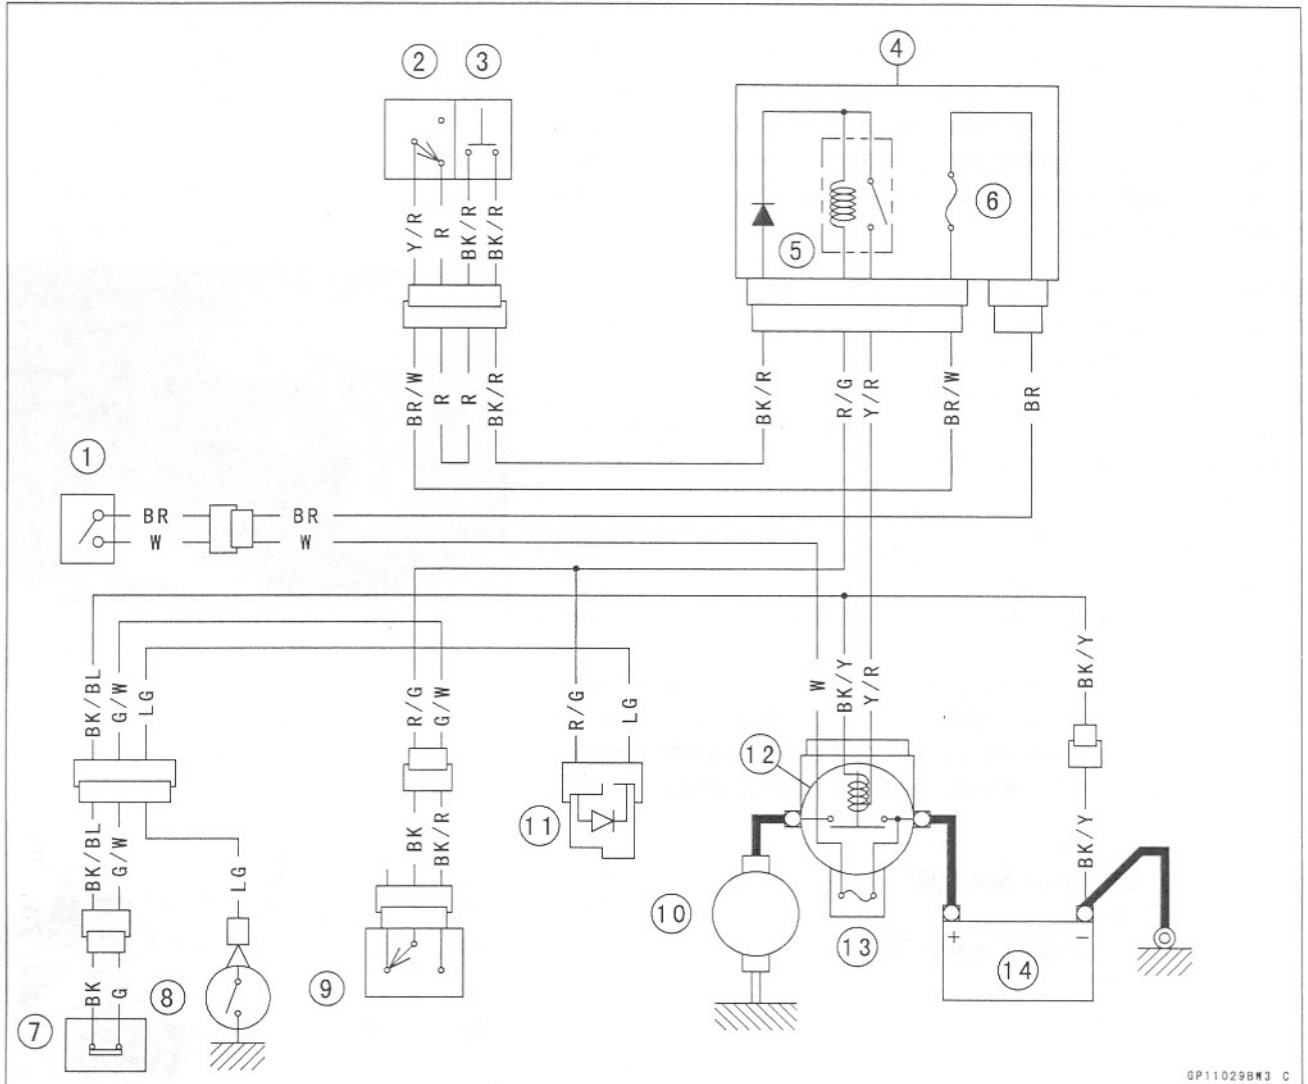 2 3 4
5 6
Y/R R BK/R BK/R
BR/W R R BK/R
BK/R R/G Y/R BR/W BR
1
BR BR
W W
BK/BL G/W LG
R/G G/W
R/G LG
W BK/Y Y/R
BK/Y
12
11
BK/BL G/W
LG
BK BK/R
BK/Y
10
13
+ −
14
BK G
8
9
7
GP11029BW3 C